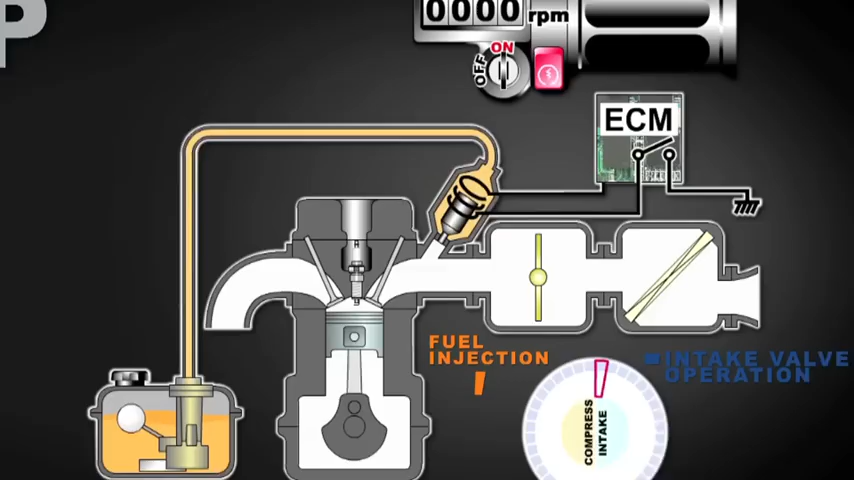 P
0000 rpm
ON
OFF
ECM
FUEL
INJECTION
INTAKE VALVE
OPERATION
COMPRESS
INTAKE